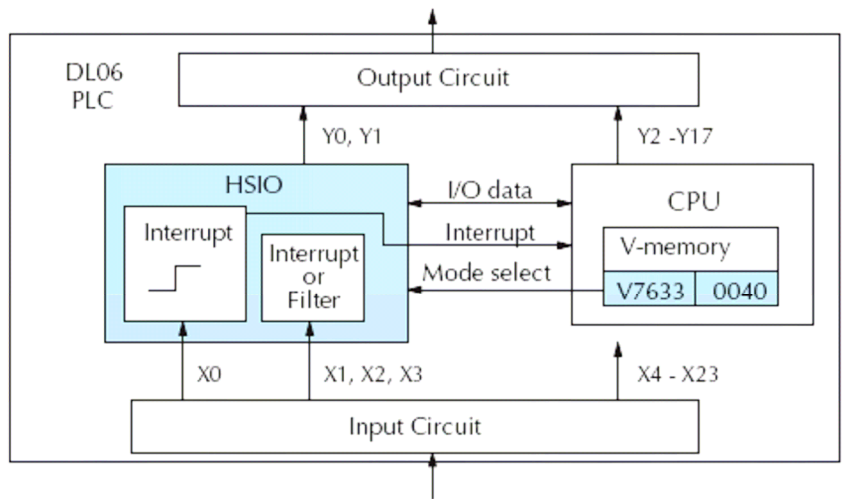 DL06
PLC
Output Circuit
Y0, Y1
Y2 -Y17
HSIO
I/O data
CPU
Interrupt
Interrupt
Interrupt
or
Filter
V-memory
Mode select
V7633
0040
X0
X1, X2, X3
X4 - X23
Input Circuit